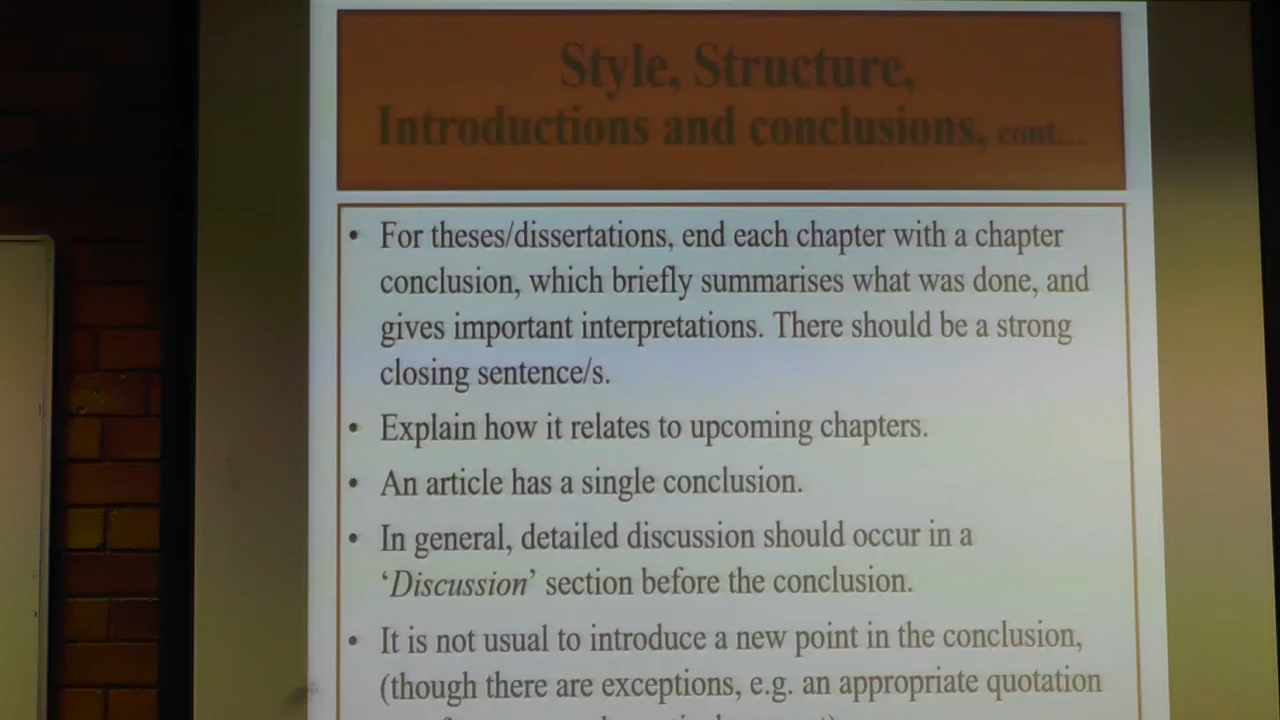 Style, Structure,
Introductions and conclusions, cont...
• For theses/dissertations, end each chapter with a chapter
conclusion, which briefly summarises what was done, and
gives important interpretations. There should be a strong
closing sentence/s.
• Explain how it relates to upcoming chapters.
• An article has a single conclusion.
• In general, detailed discussion should occur in a
‘Discussion’ section before the conclusion.
• It is not usual to introduce a new point in the conclusion,
(though there are exceptions, e.g. an appropriate quotation